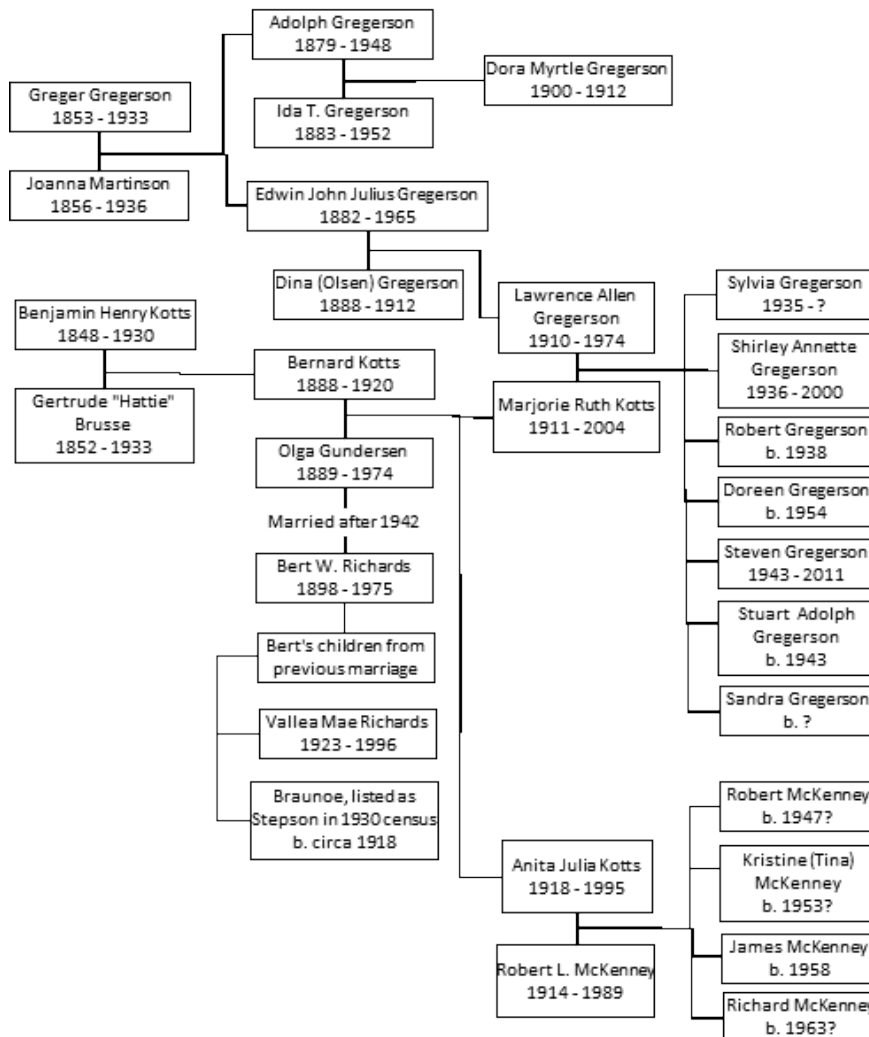 Adolph Gregerson
1879 - 1948
Dora Myrtle Gregerson
1900 - 1912
Greger Gregerson
1853 - 1933
Ida T. Gregerson
1883 - 1952
Joanna Martinson
1856 - 1936
Edwin John Julius Gregerson
1882 - 1965
Dina (Olsen) Gregerson
1888 - 1912
Lawrence Allen
Gregerson
1910 - 1974
Sylvia Gregerson
1935 - ?
Benjamin Henry Kotts
1848 - 1930
Shirley Annette
Gregerson
1936 - 2000
Bernard Kotts
1888 - 1920
Gertrude "Hattie"
Brusse
1852 - 1933
Marjorie Ruth Kotts
1911 - 2004
Robert Gregerson
b. 1938
Olga Gundersen
1889 - 1974
Doreen Gregerson
b. 1954
Married after 1942
Steven Gregerson
1943 - 2011
Bert W. Richards
1898 - 1975
Stuart Adolph
Gregerson
b. 1943
Bert's children from
previous marriage
Sandra Gregerson
b. ?
Vallea Mae Richards
1923 - 1996
Braunoe, listed as
Stepson in 1930 census
b. circa 1918
Robert McKenney
b. 1947?
Anita Julia Kotts
1918 - 1995
Kristine (Tina)
McKenney
b. 1953?
James McKenney
b. 1958
Robert L. McKenney
1914 - 1989
Richard McKenney
b. 1963?